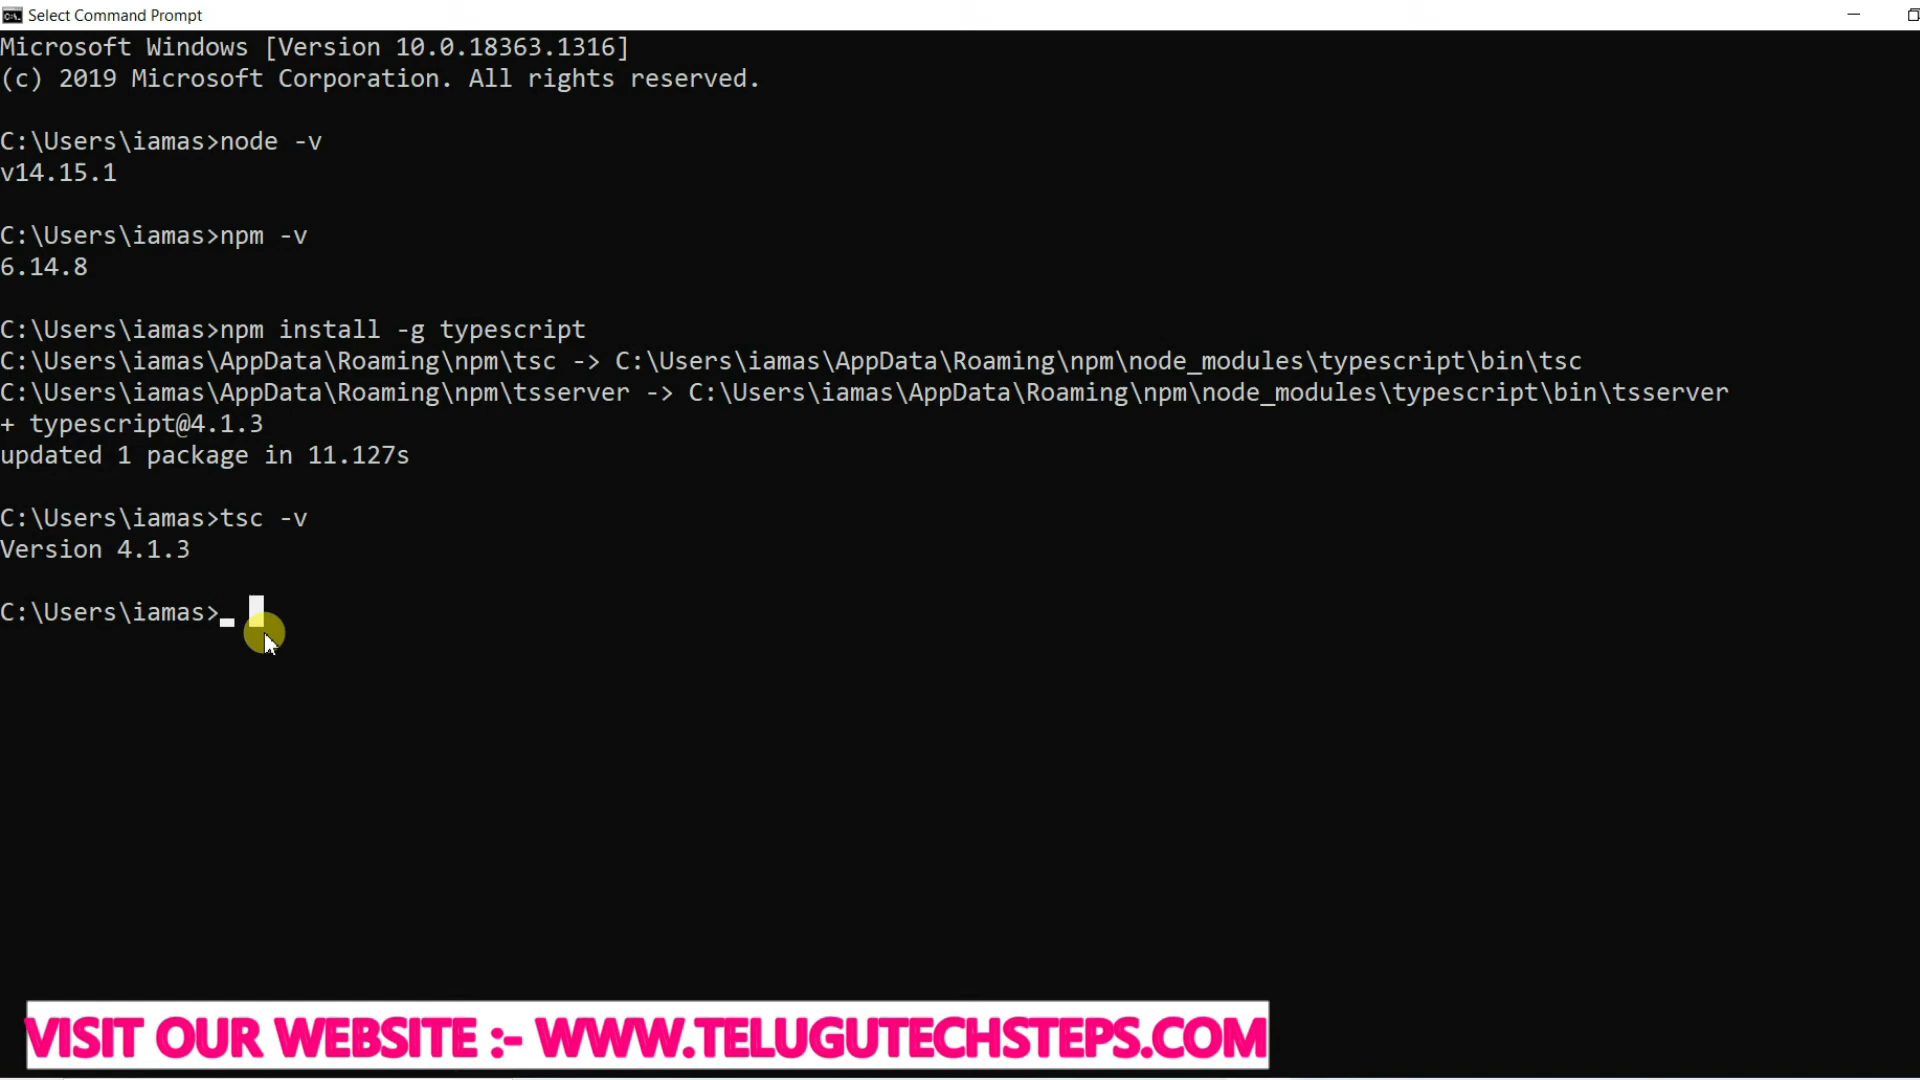 Select Command Prompt
Microsoft Windows [Version 10.0.18363.1316]
(c) 2019 Microsoft Corporation. All rights reserved.
C:\Users\iamas>node -v
v14.15.1
C:\Users\iamas>npm -v
6.14.8
C:\Users\iamas>npm install -g typescript
C:\Users\iamas\AppData\Roaming\npm\tsc -> C:\Users\iamas\AppData\Roaming\npm\node_modules\typescript\bin\tsc
C:\Users\iamas\AppData\Roaming\npm\tsserver -> C:\Users\iamas\AppData\Roaming\npm\node_modules\typescript\bin\tsserver
+ typescript@4.1.3
updated 1 package in 11.127s
C:\Users\iamas>tsc -v
Version 4.1.3
C:\Users\iamas>
VISIT OUR WEBSITE :- WWW.TELUGUTECHSTEPS.COM